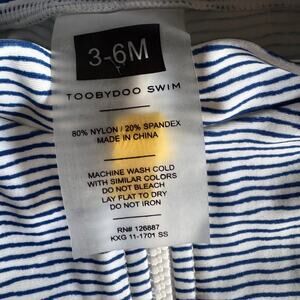 3-6M
TOOBYDOO SWIM
80% NYLON / 20% SPANDEX
MADE IN CHINA
MACHINE WASH COLD
WITH SIMILAR COLORS
DO NOT BLEACH
LAY FLAT TO DRY
DO NOT IRON
RN# 126887
KXG 11-1701 SS